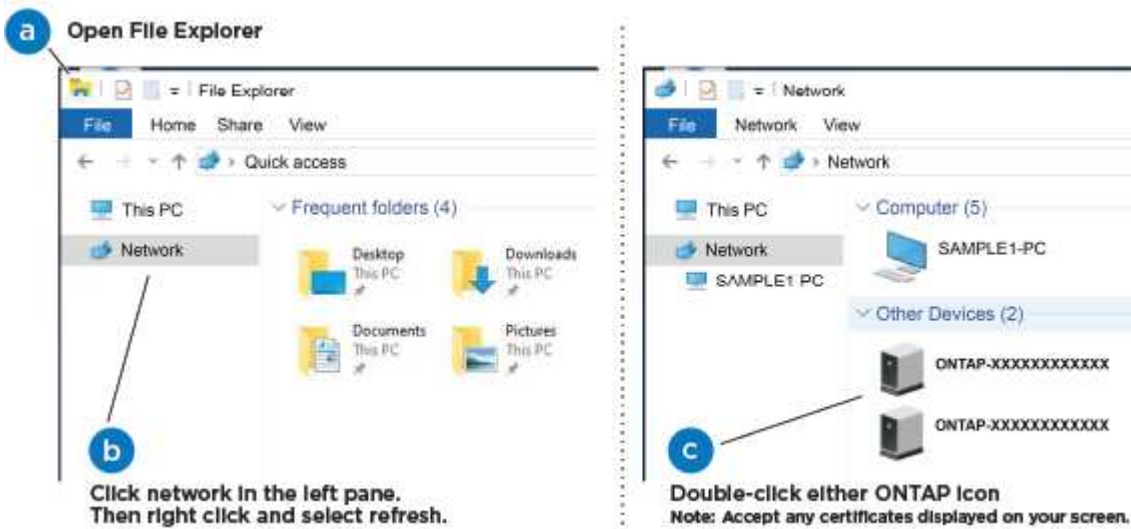 a
Open File Explorer
File Explorer
File Home Share View
Quick access
This PC
Network
Frequent folders (4)
Desktop
This PC
Downloads
This PC
Documents
This PC
Pictures
This PC
b
Click network in the left pane.
Then right click and select refresh.
Network
File Network View
Network
This PC
Network
SAMPLE1 PC
Computer (5)
SAMPLE1-PC
Other Devices (2)
ONTAP-XXXXXXXXXXXX
ONTAP-XXXXXXXXXXXX
c
Double-click either ONTAP icon
Note: Accept any certificates displayed on your screen.